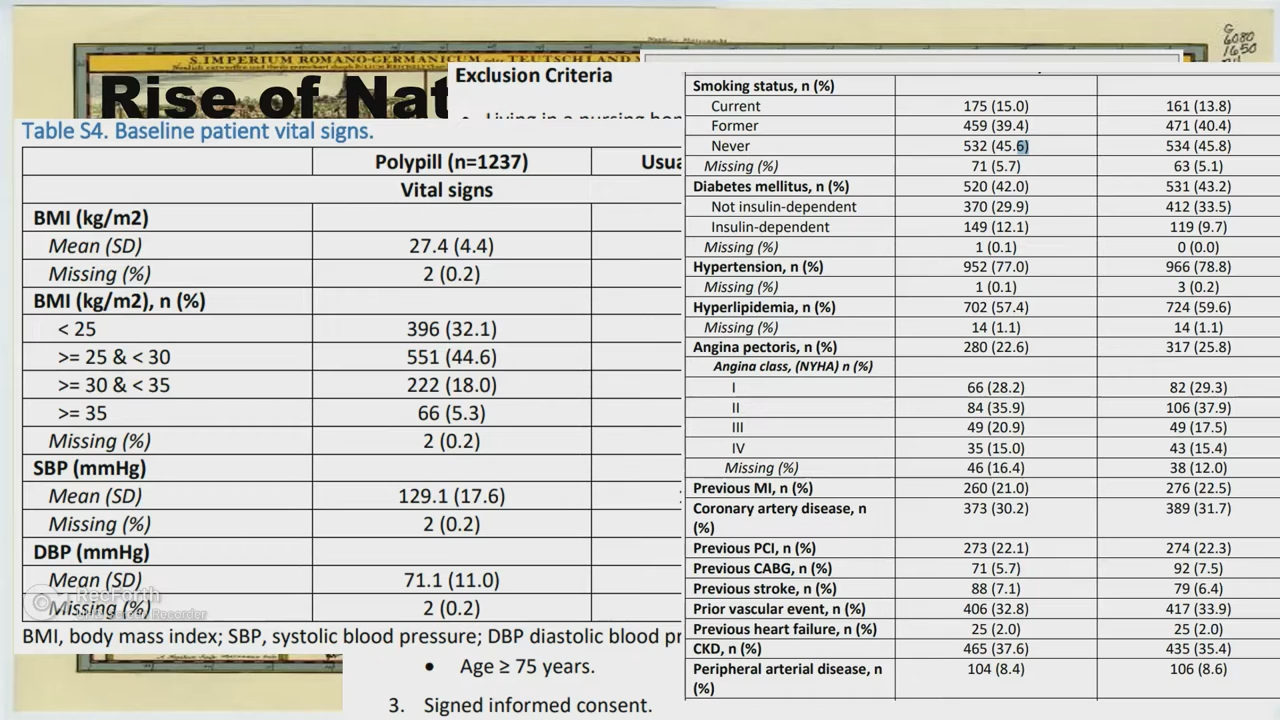 G
6080
1650
S. IMPERIUM ROMANO-GERMANICUM oder TEUTSCHLAND
Rise of Nat
Exclusion Criteria
Table S4. Baseline patient vital signs.
Polypill (n=1237) Usua
Vital signs
BMI (kg/m2)
Mean (SD) 27.4 (4.4)
Missing (%) 2 (0.2)
BMI (kg/m2), n (%)
< 25 396 (32.1)
>= 25 & < 30 551 (44.6)
>= 30 & < 35 222 (18.0)
>= 35 66 (5.3)
Missing (%) 2 (0.2)
SBP (mmHg)
Mean (SD) 129.1 (17.6)
Missing (%) 2 (0.2)
DBP (mmHg)
Mean (SD) 71.1 (11.0)
Missing (%) 2 (0.2)
BMI, body mass index; SBP, systolic blood pressure; DBP diastolic blood pr
RecForth
Recorder
• Age ≥ 75 years.
3. Signed informed consent.
Smoking status, n (%)
Current 175 (15.0) 161 (13.8)
Former 459 (39.4) 471 (40.4)
Never 532 (45.6) 534 (45.8)
Missing (%) 71 (5.7) 63 (5.1)
Diabetes mellitus, n (%) 520 (42.0) 531 (43.2)
Not insulin-dependent 370 (29.9) 412 (33.5)
Insulin-dependent 149 (12.1) 119 (9.7)
Missing (%) 1 (0.1) 0 (0.0)
Hypertension, n (%) 952 (77.0) 966 (78.8)
Missing (%) 1 (0.1) 3 (0.2)
Hyperlipidemia, n (%) 702 (57.4) 724 (59.6)
Missing (%) 14 (1.1) 14 (1.1)
Angina pectoris, n (%) 280 (22.6) 317 (25.8)
Angina class, (NYHA) n (%)
I 66 (28.2) 82 (29.3)
II 84 (35.9) 106 (37.9)
III 49 (20.9) 49 (17.5)
IV 35 (15.0) 43 (15.4)
Missing (%) 46 (16.4) 38 (12.0)
Previous MI, n (%) 260 (21.0) 276 (22.5)
Coronary artery disease, n 373 (30.2) 389 (31.7)
(%)
Previous PCI, n (%) 273 (22.1) 274 (22.3)
Previous CABG, n (%) 71 (5.7) 92 (7.5)
Previous stroke, n (%) 88 (7.1) 79 (6.4)
Prior vascular event, n (%) 406 (32.8) 417 (33.9)
Previous heart failure, n (%) 25 (2.0) 25 (2.0)
CKD, n (%) 465 (37.6) 435 (35.4)
Peripheral arterial disease, n 104 (8.4) 106 (8.6)
(%)